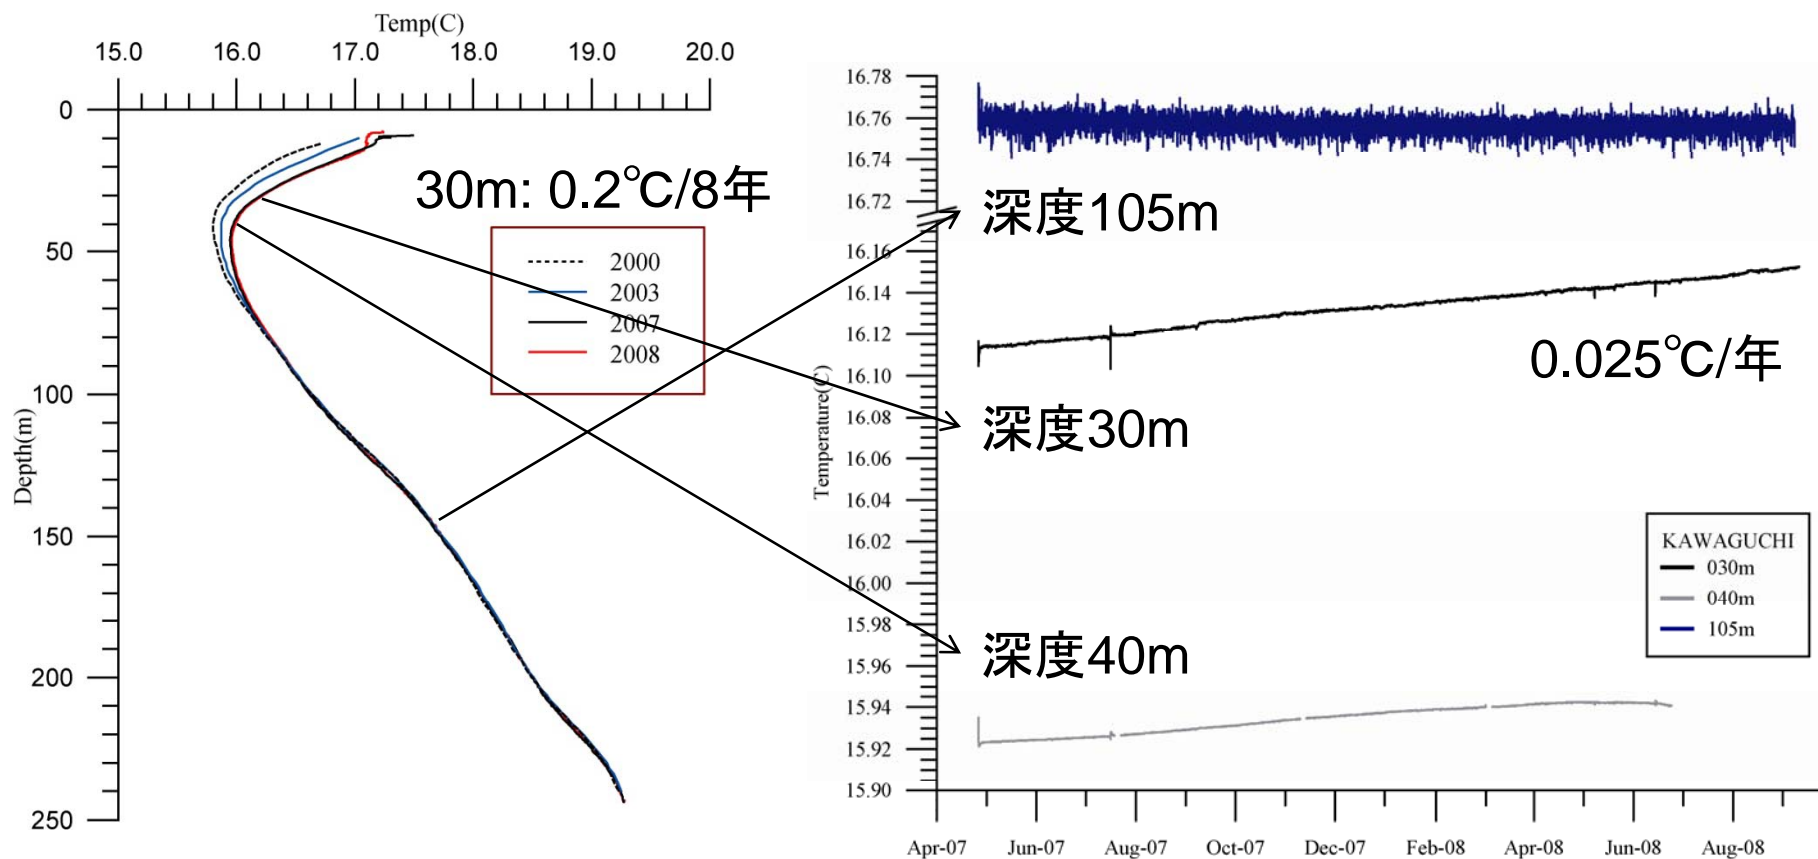 Temp(C)
15.0 16.0 17.0 18.0 19.0 20.0
0
50
100
150
200
250
Depth(m)
30m: 0.2℃/8年
2000
2003
2007
2008
16.78
16.76
16.74
16.72
16.16
16.14
16.12
16.10
16.08
16.06
16.04
16.02
16.00
15.98
15.96
15.94
15.92
15.90
Temperature(C)
深度105m
0.025℃/年
深度30m
深度40m
KAWAGUCHI
030m
040m
105m
Apr-07 Jun-07 Aug-07 Oct-07 Dec-07 Feb-08 Apr-08 Jun-08 Aug-08